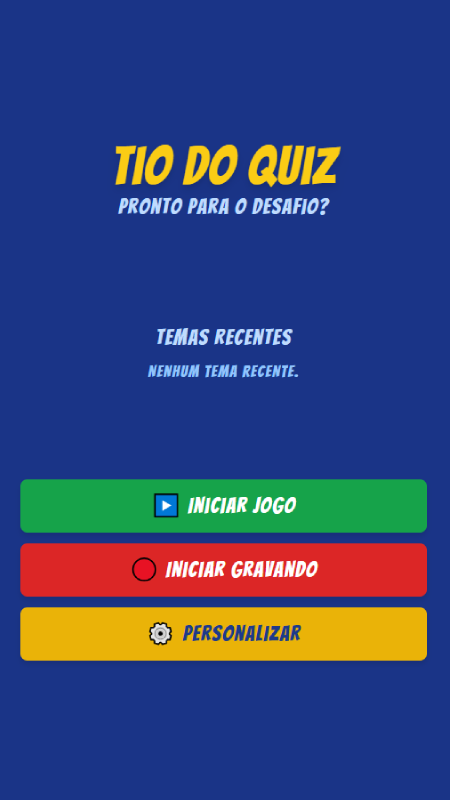 TIO DO QUIZ
PRONTO PARA O DESAFIO?
TEMAS RECENTES
NENHUM TEMA RECENTE.
INICIAR JOGO
INICIAR GRAVANDO
PERSONALIZAR